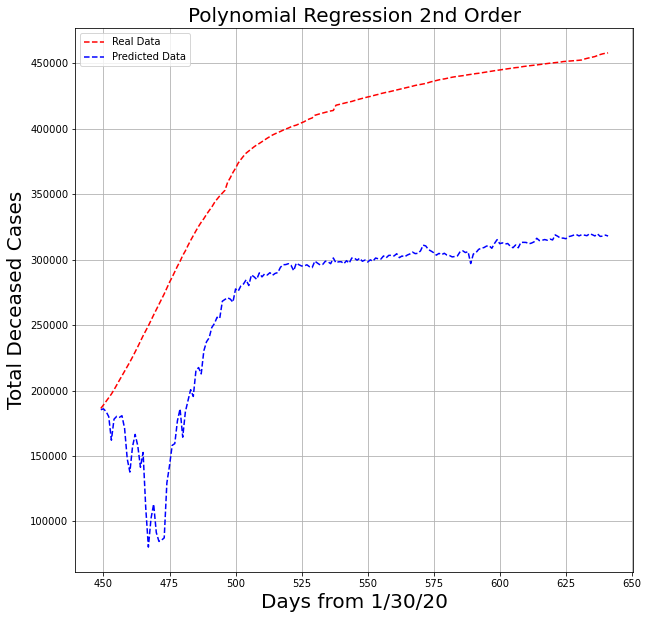 Polynomial Regression 2nd Order
Real Data
Predicted Data
450000
400000
350000
300000
250000
200000
150000
100000
Total Deceased Cases
450 475 500 525 550 575 600 625 650
Days from 1/30/20